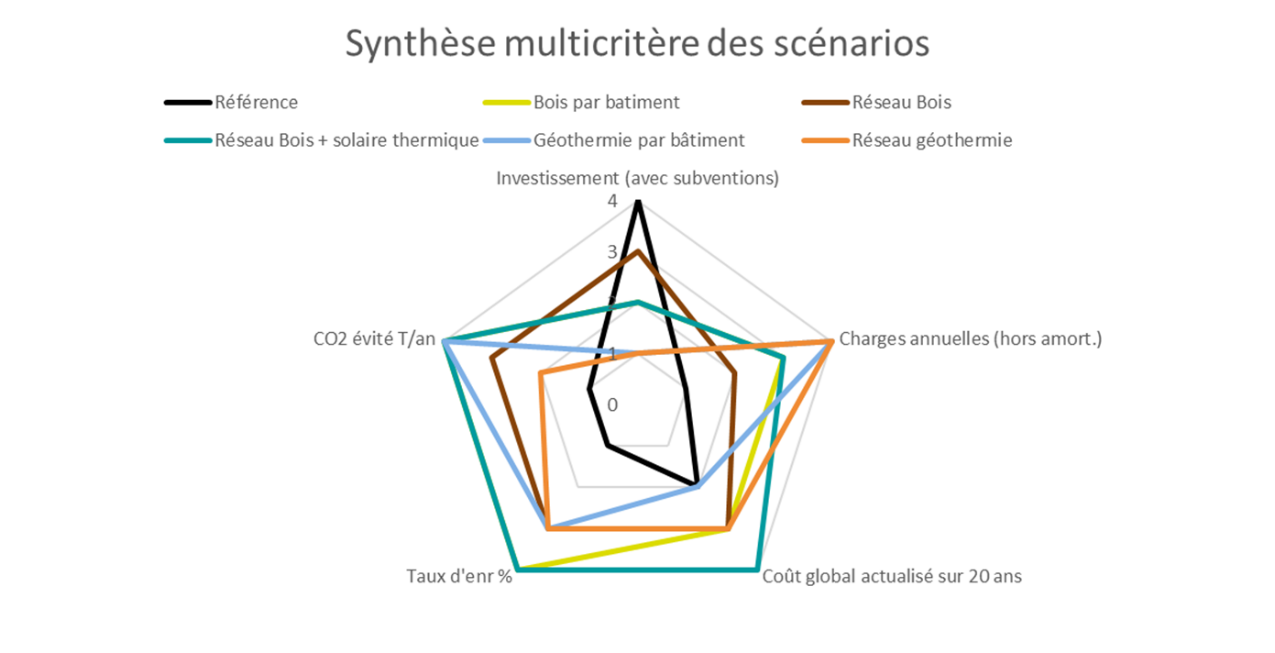 Synthèse multicritère des scénarios
Référence
Bois par batiment
Réseau Bois
Réseau Bois + solaire thermique
Géothermie par bâtiment
Réseau géothermie
Investissement (avec subventions)
4
3
1
0
CO2 évité T/an
Charges annuelles (hors amort.)
Taux d'enr %
Coût global actualisé sur 20 ans